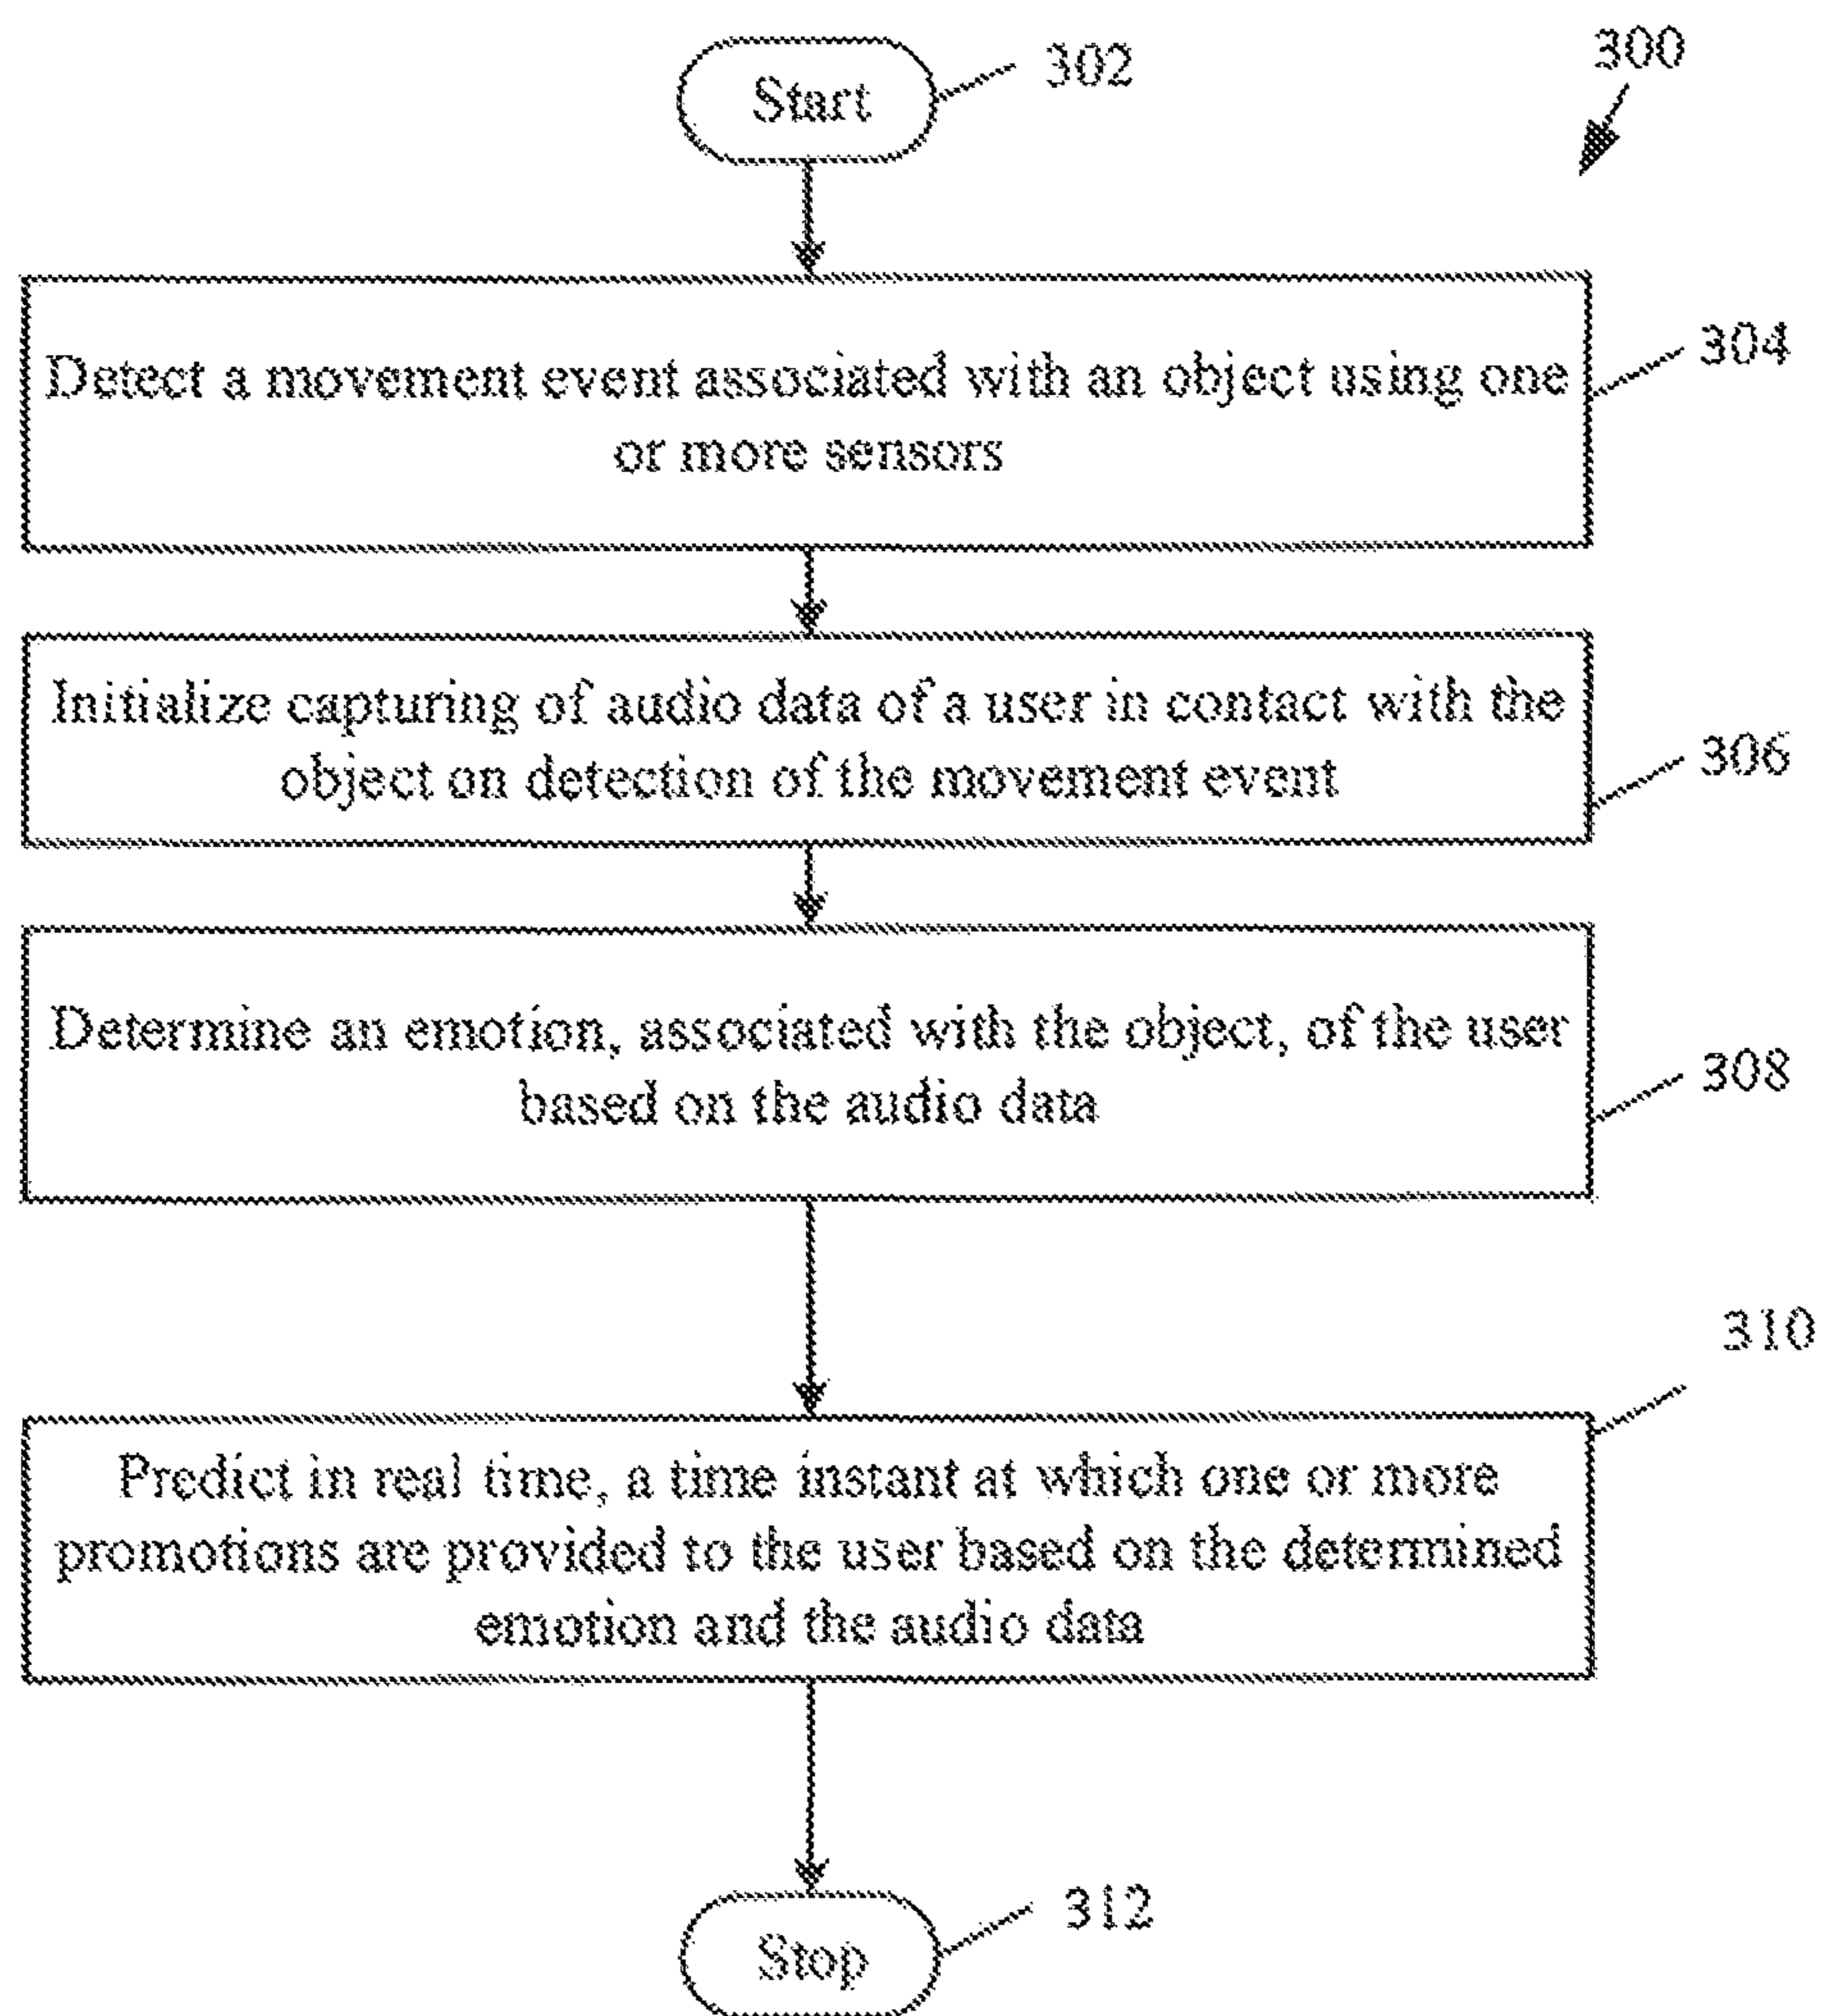 300
Start
302
Detect a movement event associated with an object using one
or more sensors
304
Initialize capturing of audio data of a user in contact with the
object on detection of the movement event
306
Determine an emotion, associated with the object, of the user
based on the audio data
308
310
Predict in real time, a time instant at which one or more
promotions are provided to the user based on the determined
emotion and the audio data
Stop
312